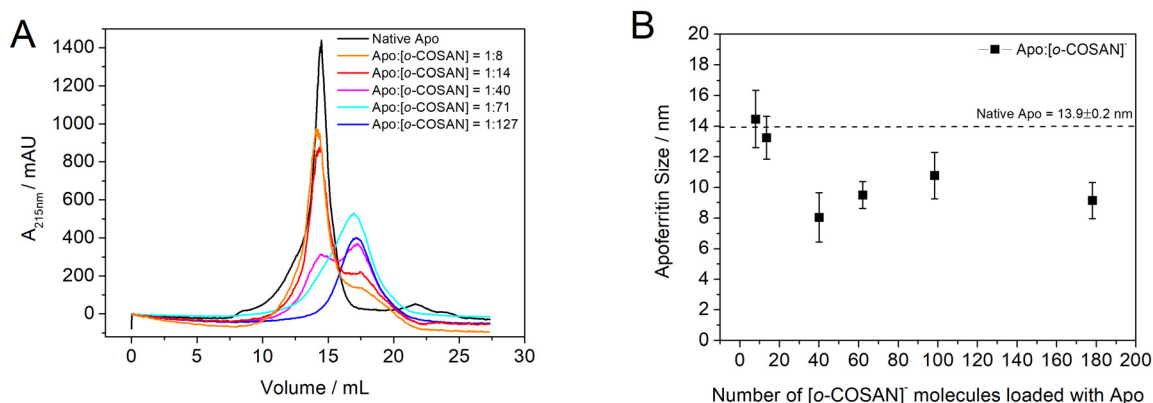 A
1400
1200
1000
800
600
400
200
0
A215nm / mAU
0 5 10 15 20 25 30
Volume / mL
Native Apo
Apo:[o-COSAN] = 1:8
Apo:[o-COSAN] = 1:14
Apo:[o-COSAN] = 1:40
Apo:[o-COSAN] = 1:71
Apo:[o-COSAN] = 1:127
B
20
18
16
14
12
10
8
6
4
2
0
Apoferritin Size / nm
Apo:[o-COSAN]⁻
Native Apo = 13.9±0.2 nm
0 20 40 60 80 100 120 140 160 180 200
Number of [o-COSAN]⁻ molecules loaded with Apo